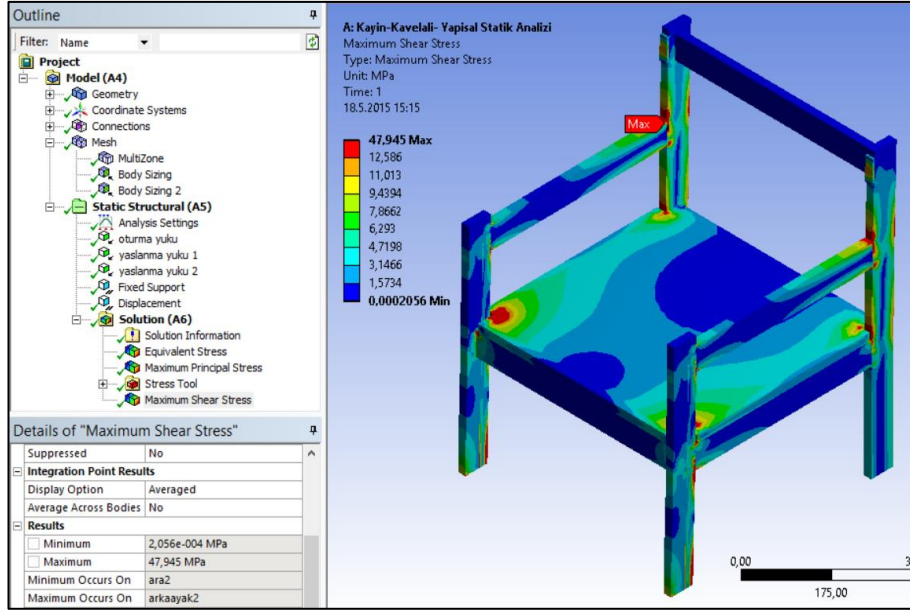 Outline
Filter: Name
Project
Model (A4)
Geometry
Coordinate Systems
Connections
Mesh
MultiZone
Body Sizing
Body Sizing 2
Static Structural (A5)
Analysis Settings
oturma yuku
yaslanma yuku 1
yaslanma yuku 2
Fixed Support
Displacement
Solution (A6)
Solution Information
Equivalent Stress
Maximum Principal Stress
Stress Tool
Maximum Shear Stress
Details of "Maximum Shear Stress"
Suppressed No
Integration Point Results
Display Option Averaged
Average Across Bodies No
Results
Minimum 2,056e-004 MPa
Maximum 47,945 MPa
Minimum Occurs On ara2
Maximum Occurs On arkaayak2
A: Kayin-Kavelali- Yapisal Statik Analizi
Maximum Shear Stress
Type: Maximum Shear Stress
Unit: MPa
Time: 1
18.5.2015 15:15
47,945 Max
12,586
11,013
9,4394
7,8662
6,293
4,7198
3,1466
1,5734
0,0002056 Min
Max
0,00
175,00